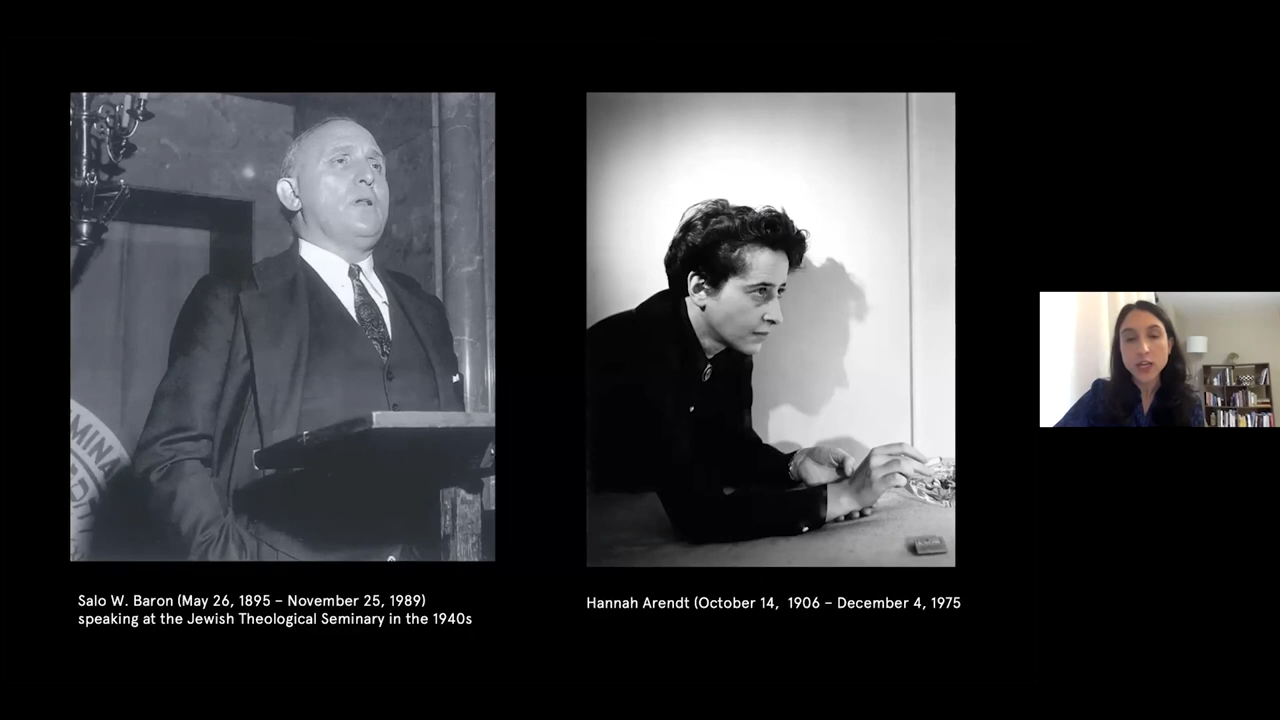 MINA
Salo W. Baron (May 26, 1895 – November 25, 1989)
speaking at the Jewish Theological Seminary in the 1940s
Hannah Arendt (October 14,  1906 – December 4, 1975